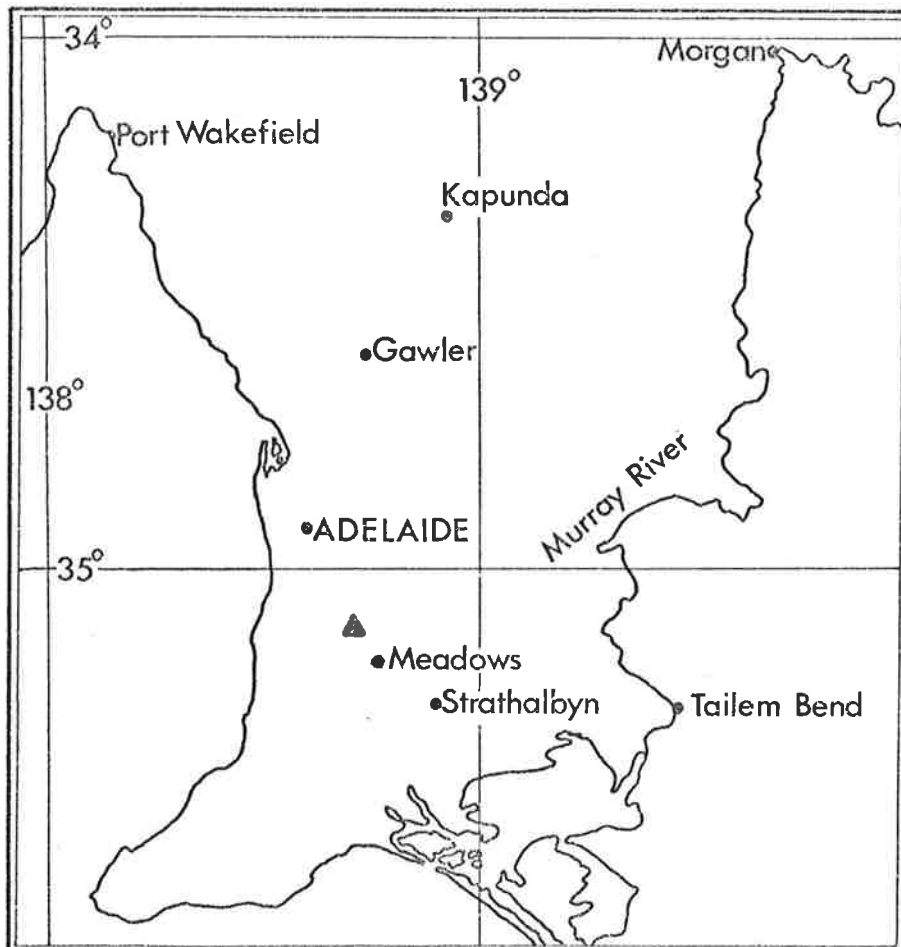 34°
Morgan
139°
Port Wakefield
Kapunda
Gawler
138°
Murray River
ADELAIDE
35°
Meadows
Strathalbyn
Tailem Bend